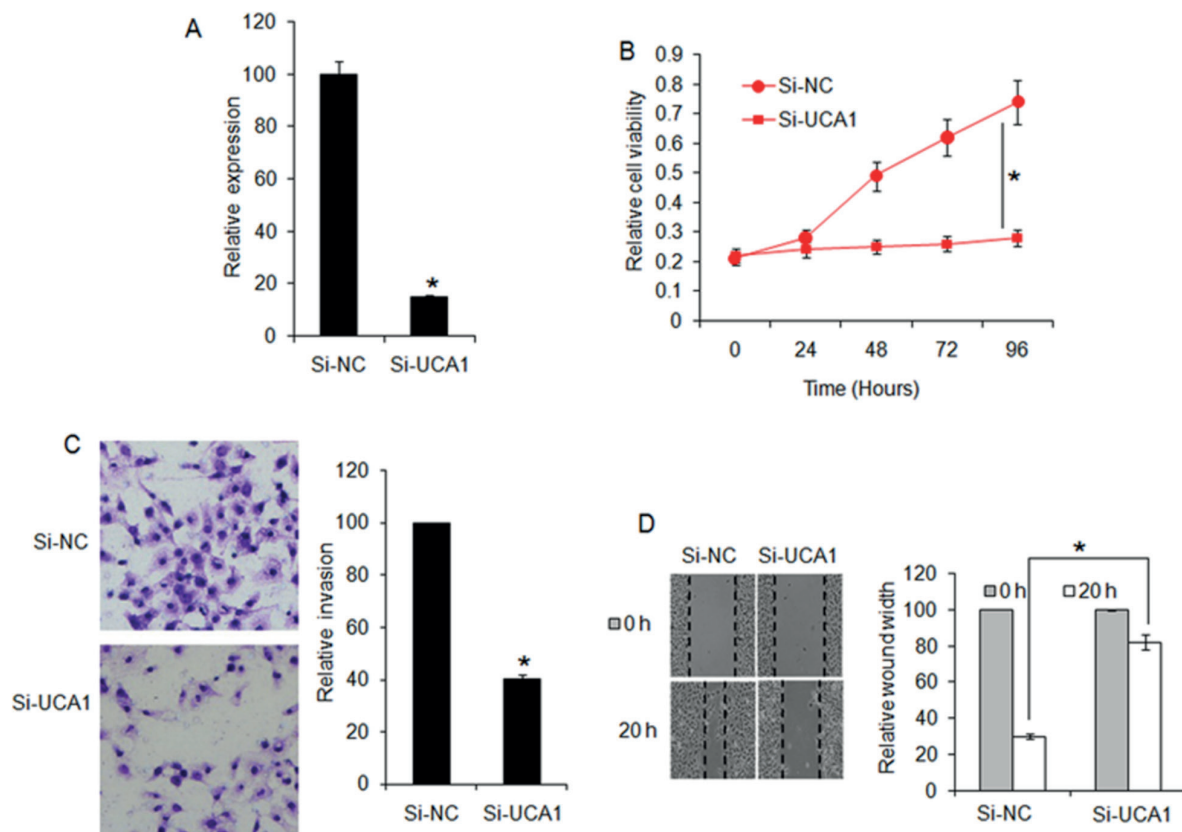 A
Relative expression
120
100
80
60
40
20
0
*
Si-NC Si-UCA1
B
Relative cell viability
0.9
0.8
0.7
0.6
0.5
0.4
0.3
0.2
0.1
0
Si-NC
Si-UCA1
*
0 24 48 72 96
Time (Hours)
C
Si-NC
Si-UCA1
Relative invasion
120
100
80
60
40
20
0
*
Si-NC Si-UCA1
D
Si-NC Si-UCA1
0 h
20 h
Relative wound width
120
100
80
60
40
20
0
*
0 h 20 h
Si-NC Si-UCA1